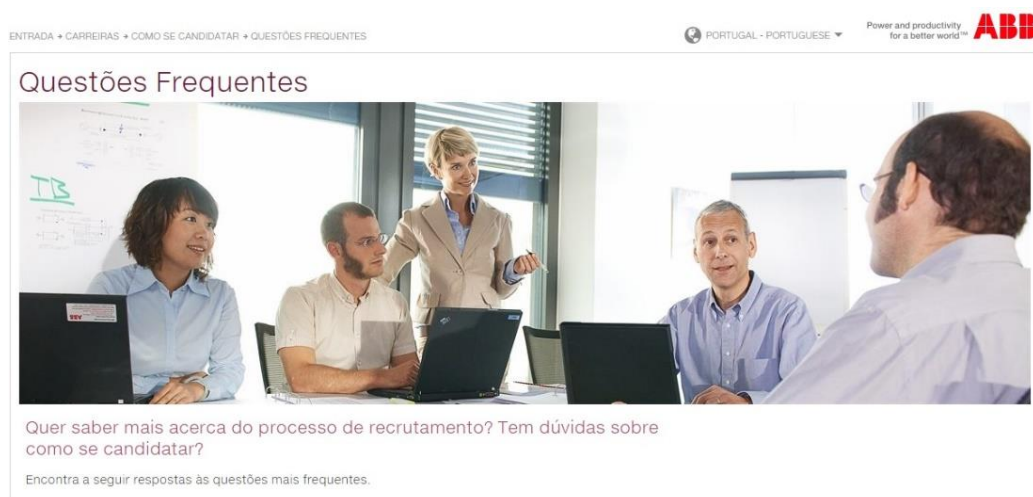 ENTRADA → CARREIRAS → COMO SE CANDIDATAR → QUESTÕES FREQUENTES
PORTUGAL - PORTUGUESE
Power and productivity
for a better world™
ABB
Questões Frequentes
TB
Quer saber mais acerca do processo de recrutamento? Tem dúvidas sobre
como se candidatar?
Encontra a seguir respostas às questões mais frequentes.